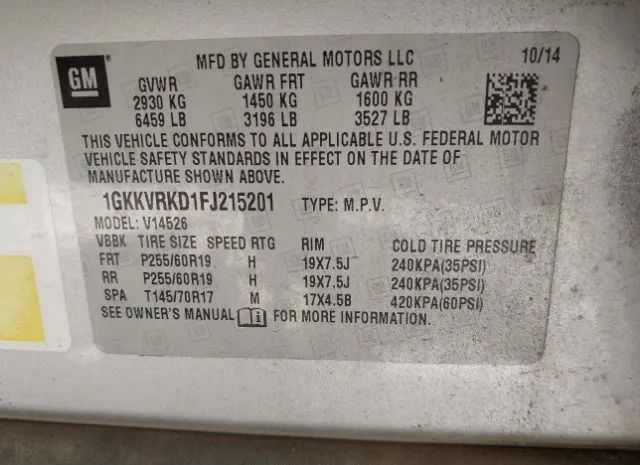 GM
MFD BY GENERAL MOTORS LLC 10/14
GVWR GAWR FRT GAWR RR
2930 KG 1450 KG 1600 KG
6459 LB 3196 LB 3527 LB
THIS VEHICLE CONFORMS TO ALL APPLICABLE U.S. FEDERAL MOTOR
VEHICLE SAFETY STANDARDS IN EFFECT ON THE DATE OF
MANUFACTURE SHOWN ABOVE.
1GKKVRKD1FJ215201 TYPE: M.P.V.
MODEL: V14526
VBBK TIRE SIZE SPEED RTG RIM COLD TIRE PRESSURE
FRT P255/60R19 H 19X7.5J 240KPA(35PSI)
RR P255/60R19 H 19X7.5J 240KPA(35PSI)
SPA T145/70R17 M 17X4.5B 420KPA(60PSI)
SEE OWNER'S MANUAL FOR MORE INFORMATION.